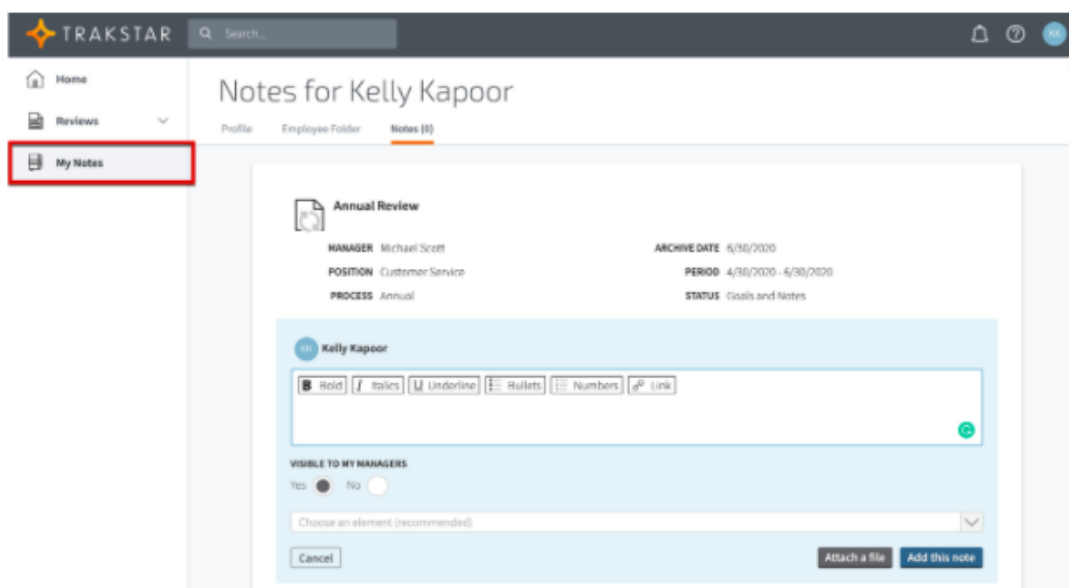 TRAKSTAR Search... KK
Home
Reviews
My Notes
Notes for Kelly Kapoor
Profile Employee Folder Notes (0)
Annual Review
MANAGER Michael Scott ARCHIVE DATE 6/30/2020
POSITION Customer Service PERIOD 4/30/2020 - 6/30/2020
PROCESS Annual STATUS Goals and Notes
KK Kelly Kapoor
B Bold I Italics U Underline Bullets Numbers Link
VISIBLE TO MY MANAGERS
Yes No
Choose an element (recommended)
Cancel Attach a file Add this note